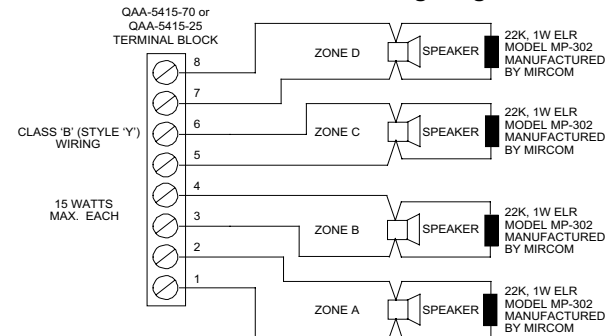 QAA-5415-70 or
QAA-5415-25
TERMINAL BLOCK
8
7
6
5
4
3
2
1
CLASS 'B' (STYLE 'Y')
WIRING
15 WATTS
MAX. EACH
ZONE D
SPEAKER
22K, 1W ELR
MODEL MP-302
MANUFACTURED
BY MIRCOM
ZONE C
SPEAKER
22K, 1W ELR
MODEL MP-302
MANUFACTURED
BY MIRCOM
ZONE B
SPEAKER
22K, 1W ELR
MODEL MP-302
MANUFACTURED
BY MIRCOM
ZONE A
SPEAKER
22K, 1W ELR
MODEL MP-302
MANUFACTURED
BY MIRCOM